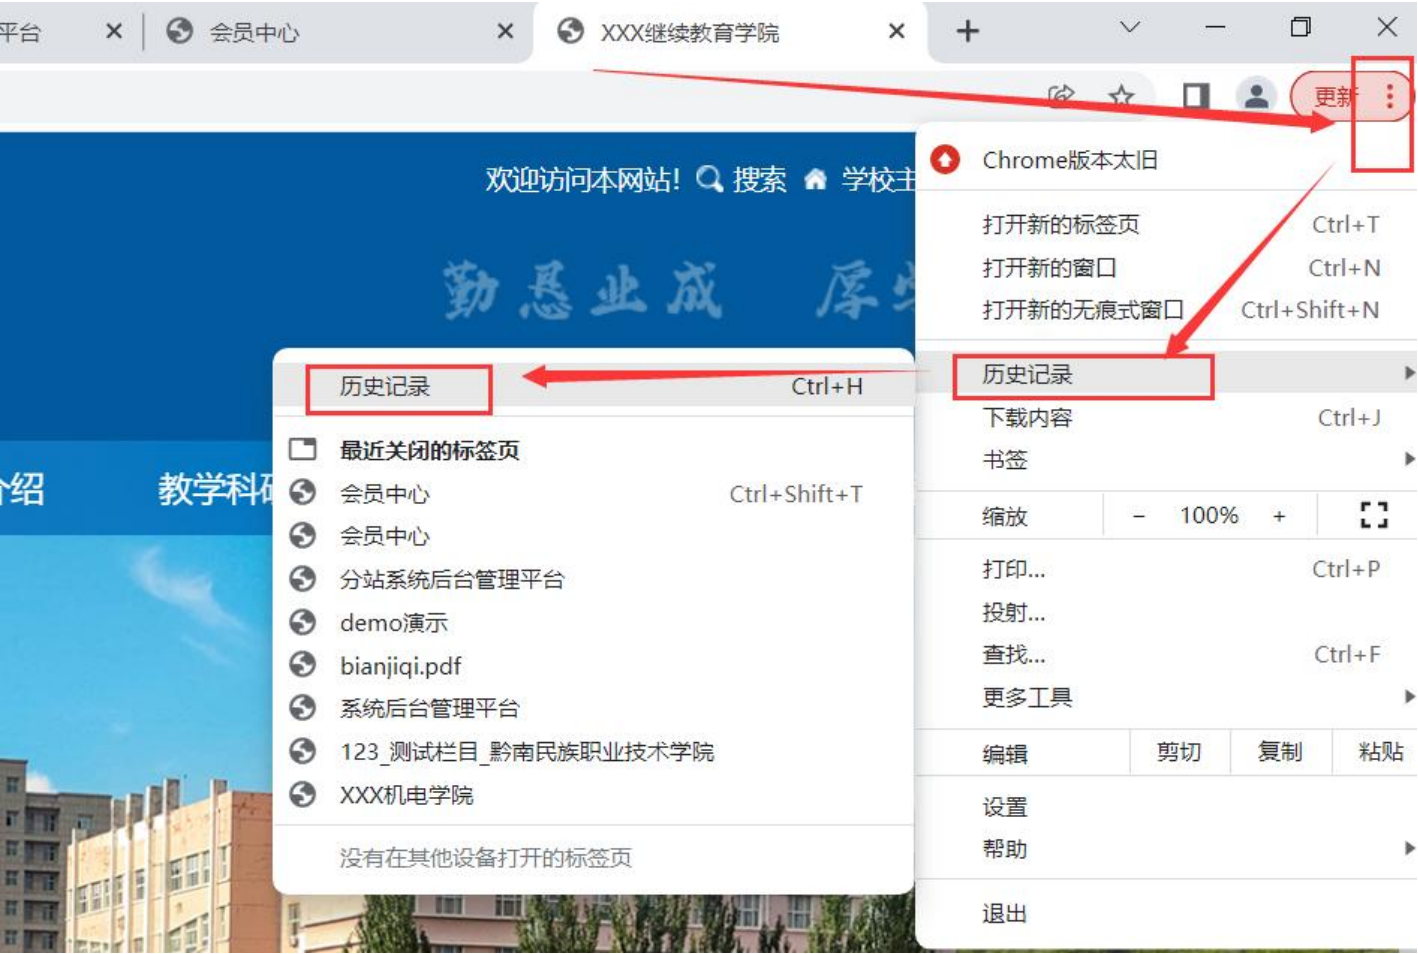 平台
会员中心
XXX继续教育学院
更新
欢迎访问本网站!
搜索
学校主
勤恳业成 厚
介绍
教学科研
Chrome版本太旧
打开新的标签页 Ctrl+T
打开新的窗口 Ctrl+N
打开新的无痕式窗口 Ctrl+Shift+N
历史记录
下载内容 Ctrl+J
书签
缩放 - 100% +
打印... Ctrl+P
投射...
查找... Ctrl+F
更多工具
编辑 剪切 复制 粘贴
设置
帮助
退出
历史记录 Ctrl+H
最近关闭的标签页
会员中心 Ctrl+Shift+T
会员中心
分站系统后台管理平台
demo演示
bianjiqi.pdf
系统后台管理平台
123_测试栏目_黔南民族职业技术学院
XXX机电学院
没有在其他设备打开的标签页